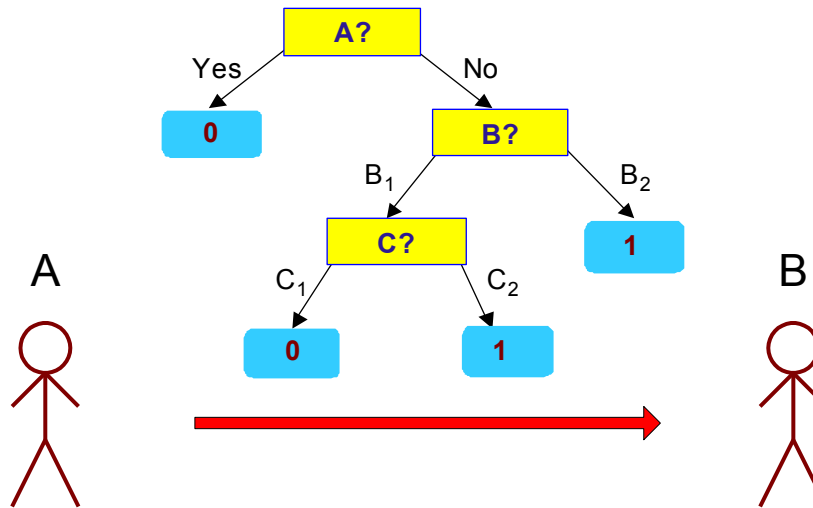 A?
Yes No
0
B?
B₁ B₂
C?
1
C₁ C₂
A B
0 1